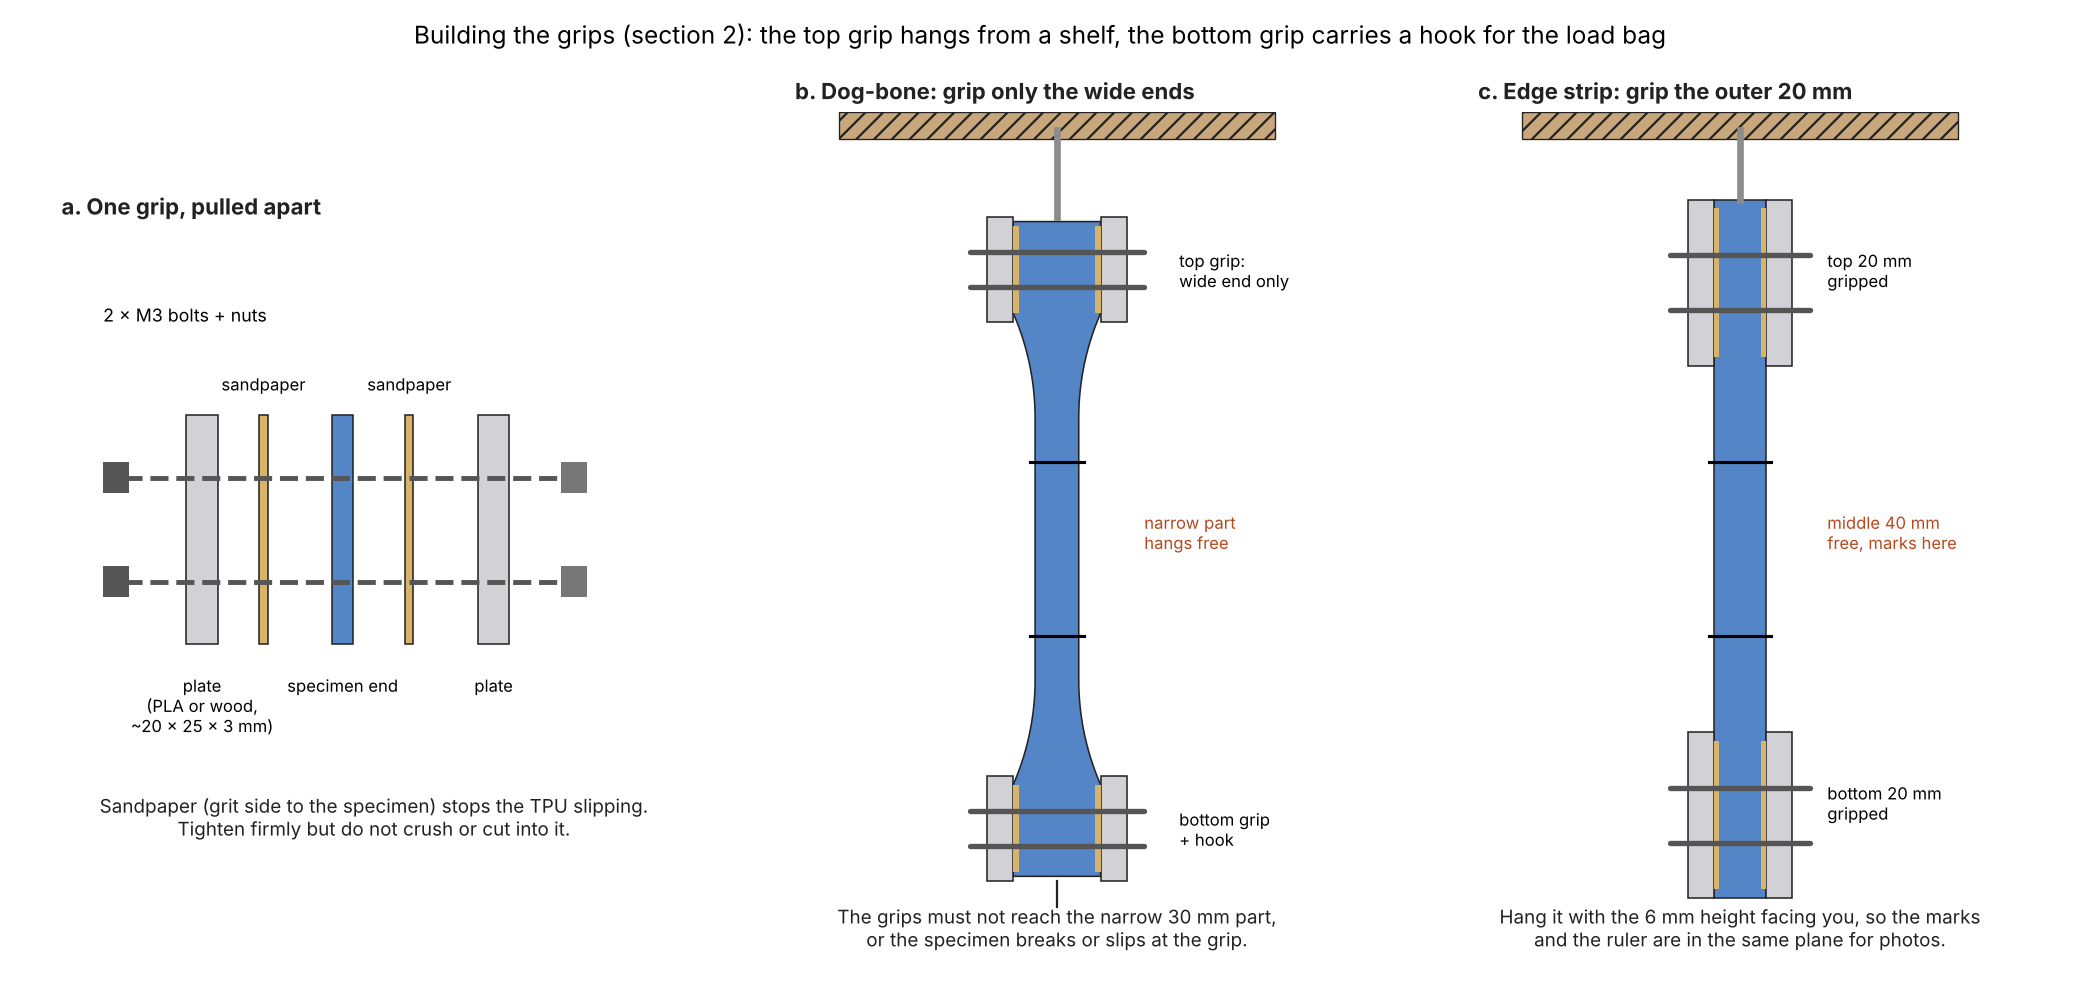 Building the grips (section 2): the top grip hangs from a shelf, the bottom grip carries a hook for the load bag
a. One grip, pulled apart
2 × M3 bolts + nuts
sandpaper
sandpaper
plate
(PLA or wood,
~20 × 25 × 3 mm)
specimen end
plate
Sandpaper (grit side to the specimen) stops the TPU slipping.
Tighten firmly but do not crush or cut into it.
b. Dog-bone: grip only the wide ends
top grip:
wide end only
narrow part
hangs free
bottom grip
+ hook
The grips must not reach the narrow 30 mm part,
or the specimen breaks or slips at the grip.
c. Edge strip: grip the outer 20 mm
top 20 mm
gripped
middle 40 mm
free, marks here
bottom 20 mm
gripped
Hang it with the 6 mm height facing you, so the marks
and the ruler are in the same plane for photos.